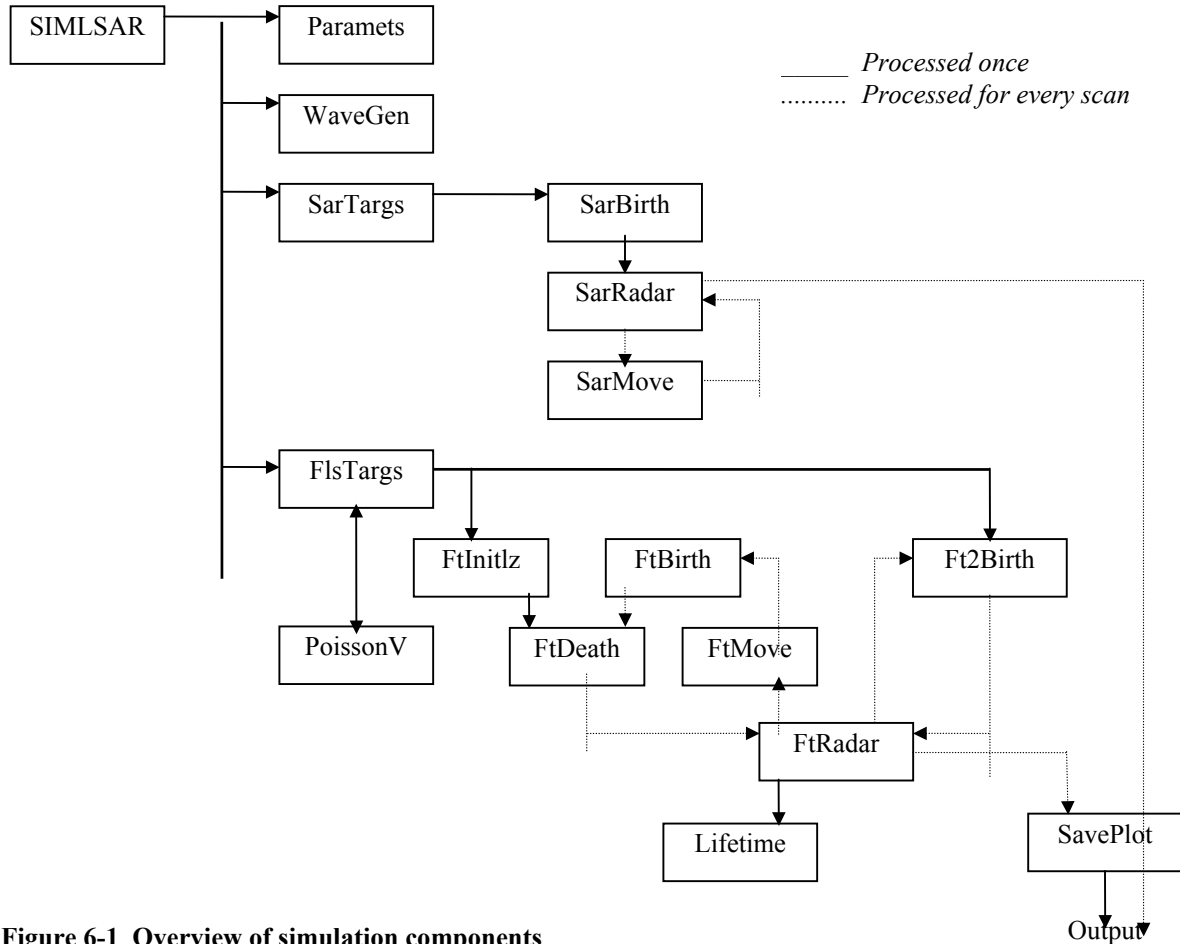 SIMLSAR
Paramets
_______ Processed once
.......... Processed for every scan
WaveGen
SarTargs
SarBirth
SarRadar
SarMove
FlsTargs
FtInitlz
FtBirth
Ft2Birth
PoissonV
FtDeath
FtMove
FtRadar
Lifetime
SavePlot
Output
Figure 6-1 Overview of simulation components